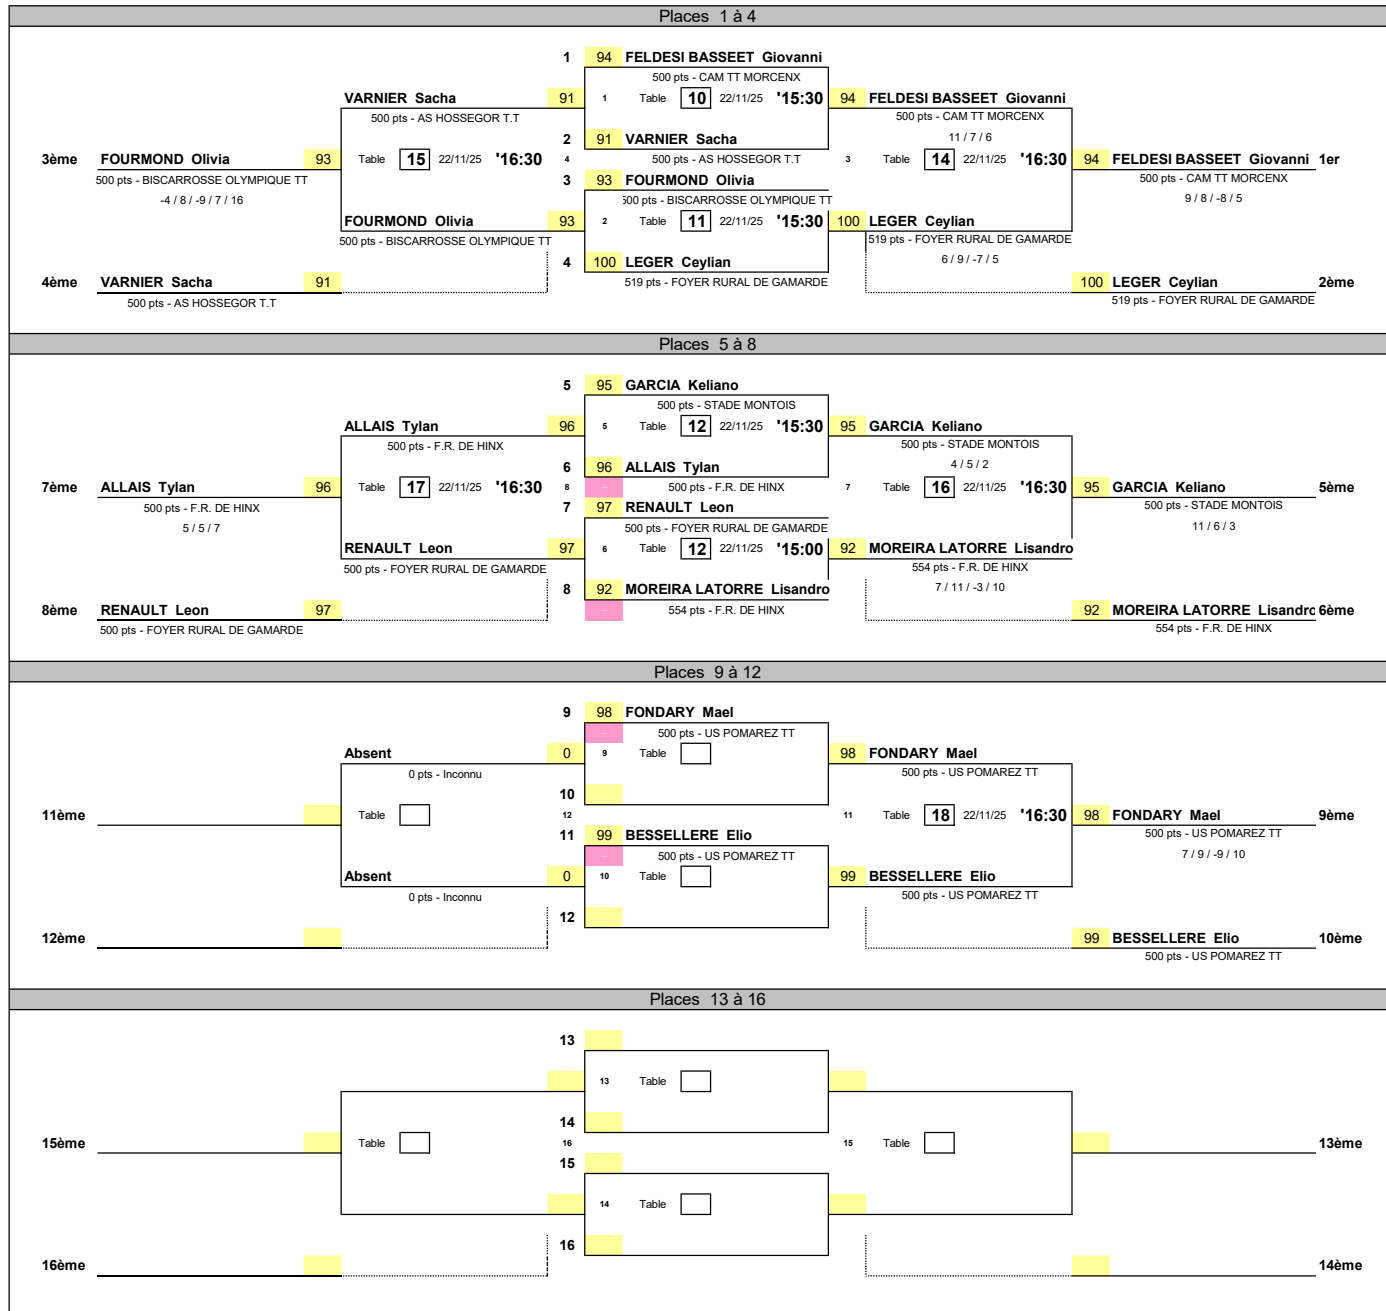 Places 1 à 4
1 94 FELDESI BASSEET Giovanni
500 pts - CAM TT MORCENX
VARNIER Sacha 91 1 Table 10 22/11/25 '15:30 94 FELDESI BASSEET Giovanni
500 pts - AS HOSSEGOR T.T 500 pts - CAM TT MORCENX
2 91 VARNIER Sacha 11 / 7 / 6
3ème FOURMOND Olivia 93 Table 15 22/11/25 '16:30 4 500 pts - AS HOSSEGOR T.T 3 Table 14 22/11/25 '16:30 94 FELDESI BASSEET Giovanni 1er
500 pts - BISCARROSSE OLYMPIQUE TT 3 93 FOURMOND Olivia 500 pts - CAM TT MORCENX
-4 / 8 / -9 / 7 / 16 500 pts - BISCARROSSE OLYMPIQUE TT 9 / 8 / -8 / 5
FOURMOND Olivia 93 2 Table 11 22/11/25 '15:30 100 LEGER Ceylian
500 pts - BISCARROSSE OLYMPIQUE TT 519 pts - FOYER RURAL DE GAMARDE
4 100 LEGER Ceylian 6 / 9 / -7 / 5
4ème VARNIER Sacha 91 519 pts - FOYER RURAL DE GAMARDE 100 LEGER Ceylian 2ème
500 pts - AS HOSSEGOR T.T 519 pts - FOYER RURAL DE GAMARDE
Places 5 à 8
5 95 GARCIA Keliano
500 pts - STADE MONTOIS
ALLAIS Tylan 96 5 Table 12 22/11/25 '15:30 95 GARCIA Keliano
500 pts - F.R. DE HINX 500 pts - STADE MONTOIS
6 96 ALLAIS Tylan 4 / 5 / 2
7ème ALLAIS Tylan 96 Table 17 22/11/25 '16:30 8 500 pts - F.R. DE HINX 7 Table 16 22/11/25 '16:30 95 GARCIA Keliano 5ème
500 pts - F.R. DE HINX 7 97 RENAULT Leon 500 pts - STADE MONTOIS
5 / 5 / 7 500 pts - FOYER RURAL DE GAMARDE 11 / 6 / 3
RENAULT Leon 97 6 Table 12 22/11/25 '15:00 92 MOREIRA LATORRE Lisandro
500 pts - FOYER RURAL DE GAMARDE 554 pts - F.R. DE HINX
8 92 MOREIRA LATORRE Lisandro 7 / 11 / -3 / 10
8ème RENAULT Leon 97 554 pts - F.R. DE HINX 92 MOREIRA LATORRE Lisandro 6ème
500 pts - FOYER RURAL DE GAMARDE 554 pts - F.R. DE HINX
Places 9 à 12
9 98 FONDARY Mael
500 pts - US POMAREZ TT
Absent 0 9 Table 98 FONDARY Mael
0 pts - Inconnu 500 pts - US POMAREZ TT
10
11ème Table 12 11 Table 18 22/11/25 '16:30 98 FONDARY Mael 9ème
11 99 BESSELLERE Elio 500 pts - US POMAREZ TT
500 pts - US POMAREZ TT 7 / 9 / -9 / 10
Absent 0 10 Table 99 BESSELLERE Elio
0 pts - Inconnu 500 pts - US POMAREZ TT
12
12ème 99 BESSELLERE Elio 10ème
500 pts - US POMAREZ TT
Places 13 à 16
13
13 Table
14
15ème Table 16 15 Table 13ème
15
14 Table
16
16ème 14ème